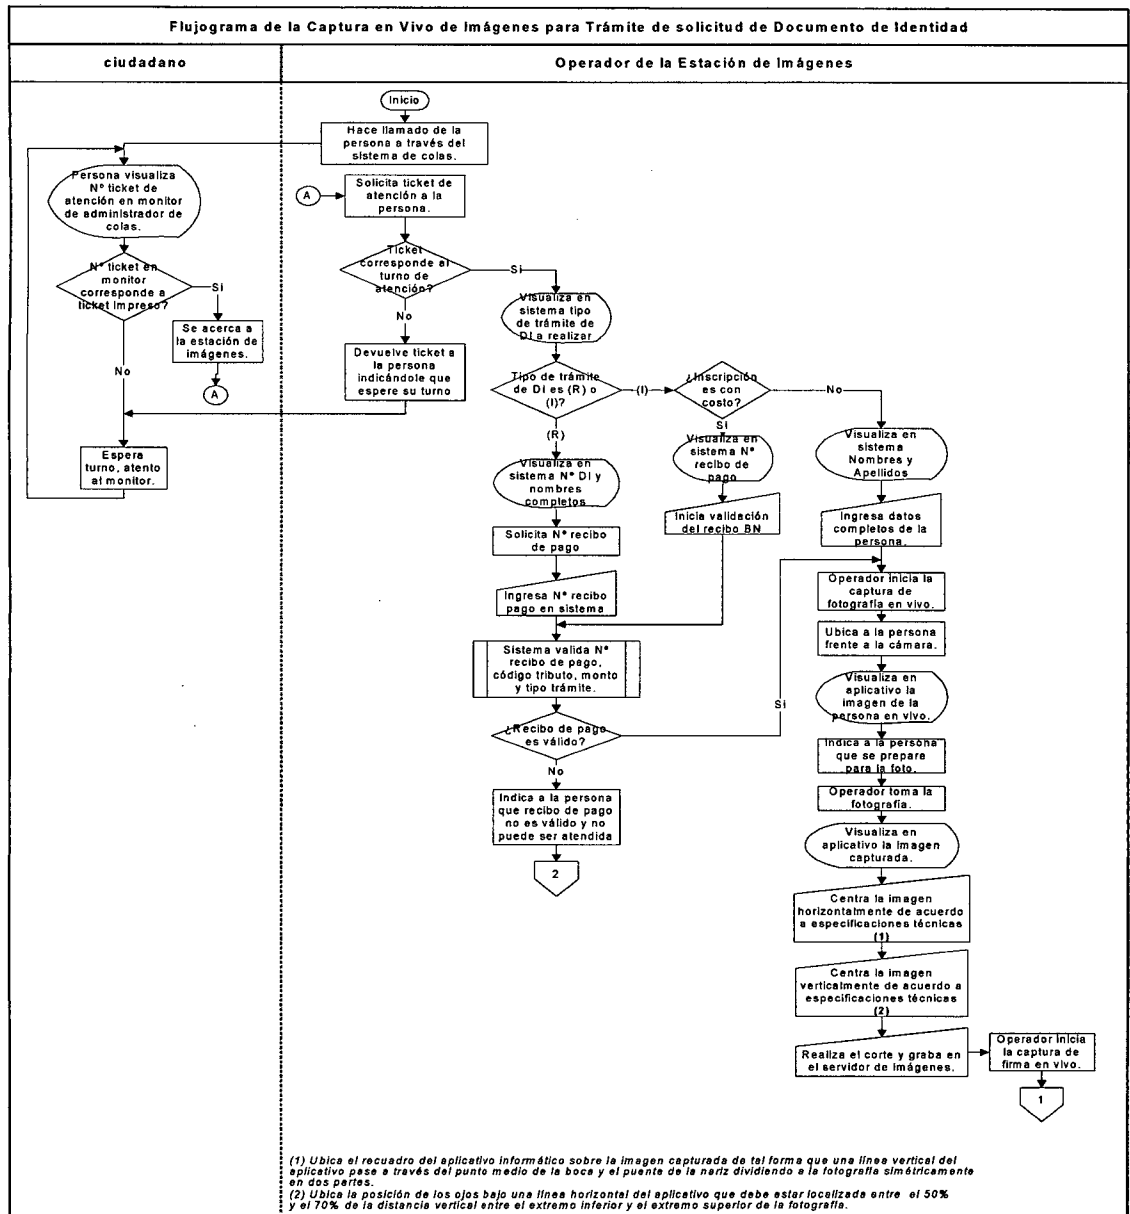 Flujograma de la Captura en Vivo de Imágenes para Trámite de solicitud de Documento de Identidad
ciudadano
Operador de la Estación de Imágenes
Inicio
Hace llamado de la
persona a través del
sistema de colas.
Persona visualiza
Nº ticket de
atención en monitor
de administrador de
colas.
Nº ticket en
monitor
corresponde a
ticket impreso?
Si
Se acerca a
la estación de
imágenes.
A
No
Espera
turno, atento
al monitor.
A
Solicita ticket de
atención a la
persona.
Ticket
corresponde al
turno de
atención?
Si
No
Devuelve ticket a
la persona
indicándole que
espere su turno
Visualiza en
sistema tipo
de trámite de
DI a realizar
Tipo de trámite
de DI es (R) o
(I)?
(I)
(R)
¿Inscripción
es con
costo?
No
Si
Visualiza en
sistema Nº
recibo de
pago
Inicia validación
del recibo BN
Visualiza en
sistema Nº DI y
nombres
completos
Solicita Nº recibo
de pago
Ingresa Nº recibo
pago en sistema
Sistema valida Nº
recibo de pago,
código tributo, monto
y tipo trámite.
¿Recibo de pago
es válido?
Si
No
Indica a la persona
que recibo de pago
no es válido y no
puede ser atendida
2
Visualiza en
sistema
Nombres y
Apellidos
Ingresa datos
completos de la
persona.
Operador inicia la
captura de
fotografía en vivo.
Ubica a la persona
frente a la cámara.
Visualiza en
aplicativo la
imagen de la
persona en vivo.
Indica a la persona
que se prepare
para la foto.
Operador toma la
fotografía.
Visualiza en
aplicativo la imagen
capturada.
Centra la imagen
horizontalmente de acuerdo
a especificaciones técnicas
(1)
Centra la imagen
verticalmente de acuerdo a
especificaciones técnicas
(2)
Realiza el corte y graba en
el servidor de imágenes.
Operador inicia
la captura de
firma en vivo.
1
(1) Ubica el recuadro del aplicativo informático sobre la imagen capturada de tal forma que una línea vertical del
aplicativo pase a través del punto medio de la boca y el puente de la nariz dividiendo a la fotografía simétricamente
en dos partes.
(2) Ubica la posición de los ojos bajo una línea horizontal del aplicativo que debe estar localizada entre el 50%
y el 70% de la distancia vertical entre el extremo inferior y el extremo superior de la fotografía.